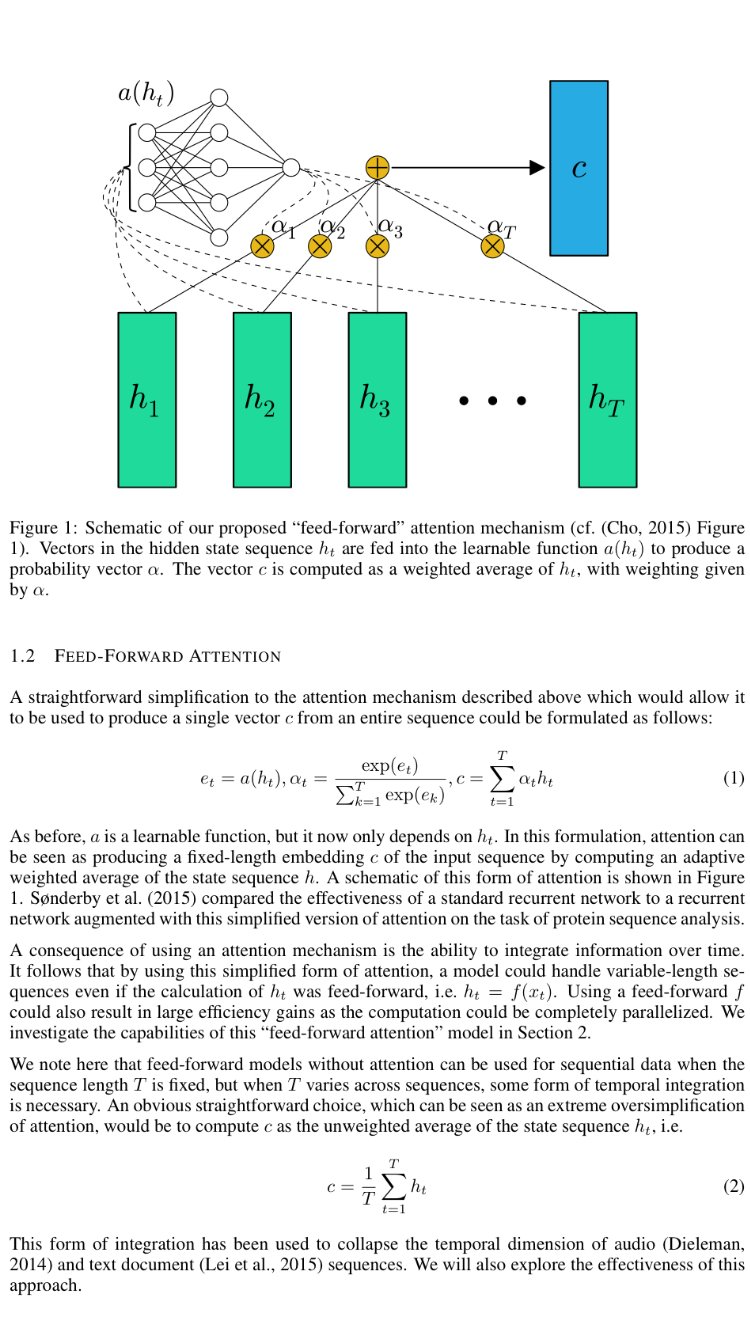 a(h_t)
c
α_1 α_2 α_3 α_T
h_1 h_2 h_3 • • • h_T
Figure 1: Schematic of our proposed “feed-forward” attention mechanism (cf. (Cho, 2015) Figure
1). Vectors in the hidden state sequence h_t are fed into the learnable function a(h_t) to produce a
probability vector α. The vector c is computed as a weighted average of h_t, with weighting given
by α.
1.2 FEED-FORWARD ATTENTION
A straightforward simplification to the attention mechanism described above which would allow it
to be used to produce a single vector c from an entire sequence could be formulated as follows:
e_t = a(h_t), α_t = exp(e_t) / ∑_{k=1}^{T} exp(e_k), c = ∑_{t=1}^{T} α_t h_t (1)
As before, a is a learnable function, but it now only depends on h_t. In this formulation, attention can
be seen as producing a fixed-length embedding c of the input sequence by computing an adaptive
weighted average of the state sequence h. A schematic of this form of attention is shown in Figure
1. Sønderby et al. (2015) compared the effectiveness of a standard recurrent network to a recurrent
network augmented with this simplified version of attention on the task of protein sequence analysis.
A consequence of using an attention mechanism is the ability to integrate information over time.
It follows that by using this simplified form of attention, a model could handle variable-length se-
quences even if the calculation of h_t was feed-forward, i.e. h_t = f(x_t). Using a feed-forward f
could also result in large efficiency gains as the computation could be completely parallelized. We
investigate the capabilities of this “feed-forward attention” model in Section 2.
We note here that feed-forward models without attention can be used for sequential data when the
sequence length T is fixed, but when T varies across sequences, some form of temporal integration
is necessary. An obvious straightforward choice, which can be seen as an extreme oversimplification
of attention, would be to compute c as the unweighted average of the state sequence h_t, i.e.
c = 1/T ∑_{t=1}^{T} h_t (2)
This form of integration has been used to collapse the temporal dimension of audio (Dieleman,
2014) and text document (Lei et al., 2015) sequences. We will also explore the effectiveness of this
approach.